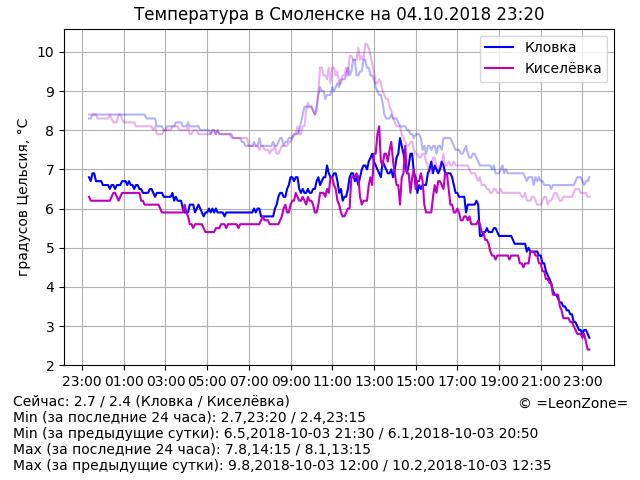 Температура в Смоленске на 04.10.2018 23:20
Кловка
Киселёвка
градусов Цельсия, °C
10
9
8
7
6
5
4
3
2
23:00 01:00 03:00 05:00 07:00 09:00 11:00 13:00 15:00 17:00 19:00 21:00 23:00
Сейчас: 2.7 / 2.4 (Кловка / Киселёвка)
© =LeonZone=
Min (за последние 24 часа): 2.7,23:20 / 2.4,23:15
Min (за предыдущие сутки): 6.5,2018-10-03 21:30 / 6.1,2018-10-03 20:50
Max (за последние 24 часа): 7.8,14:15 / 8.1,13:15
Max (за предыдущие сутки): 9.8,2018-10-03 12:00 / 10.2,2018-10-03 12:35